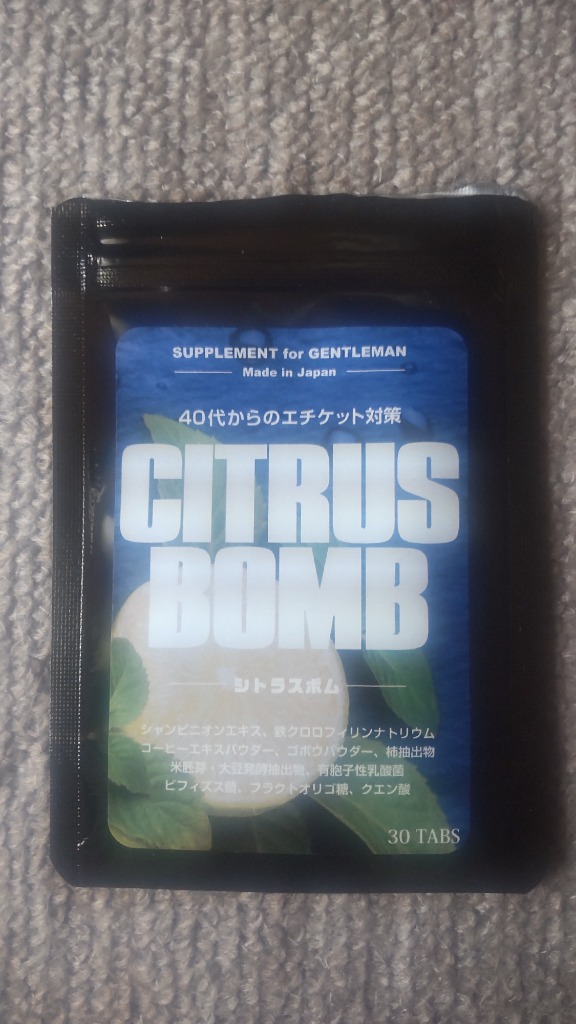 SUPPLEMENT for GENTLEMAN
Made in Japan
40代からのエチケット対策
CITRUS
BOMB
シトラスボム
シャンピニオンエキス、鉄クロロフィリンナトリウム
コーヒーエキスパウダー、ゴボウパウダー、柿抽出物
米胚芽・大豆発酵抽出物、有胞子性乳酸菌
ビフィズス菌、フラクトオリゴ糖、クエン酸
30 TABS